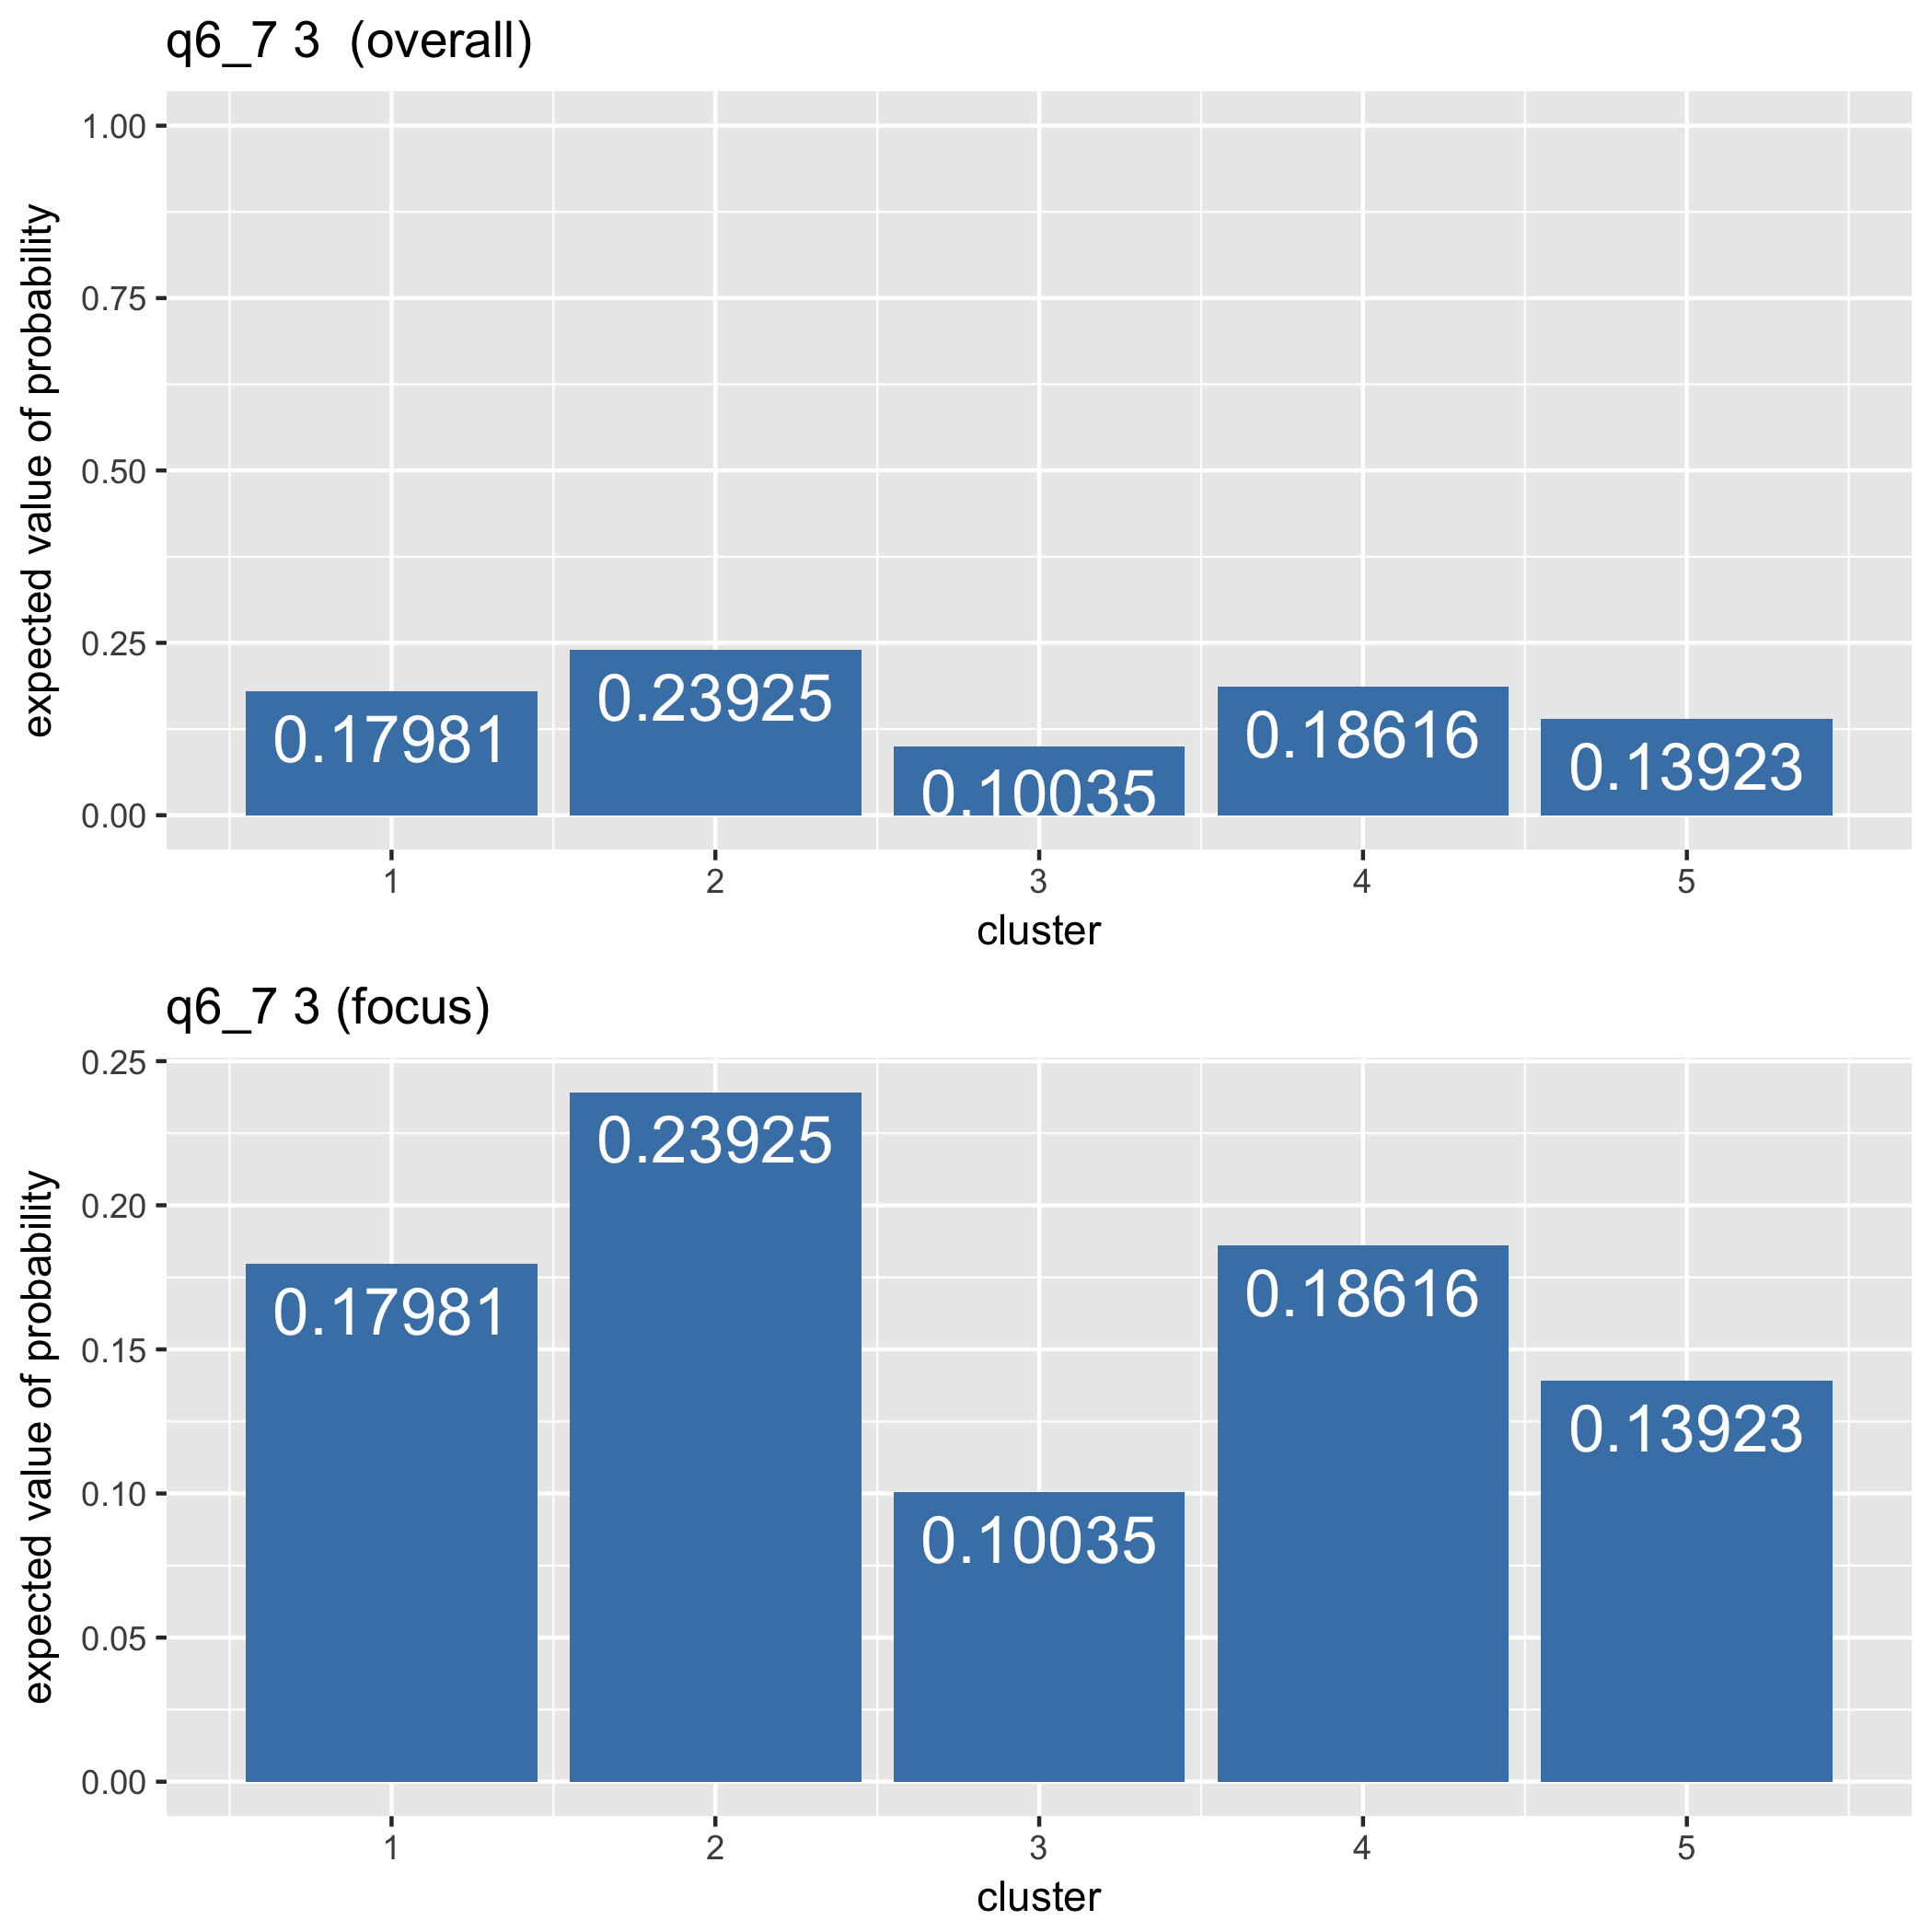 q6_7 3 (overall)
expected value of probability
1.00
0.75
0.50
0.25
0.00
0.17981
0.23925
0.10035
0.18616
0.13923
1 2 3 4 5
cluster
q6_7 3 (focus)
expected value of probability
0.25
0.20
0.15
0.10
0.05
0.00
0.17981
0.23925
0.10035
0.18616
0.13923
1 2 3 4 5
cluster